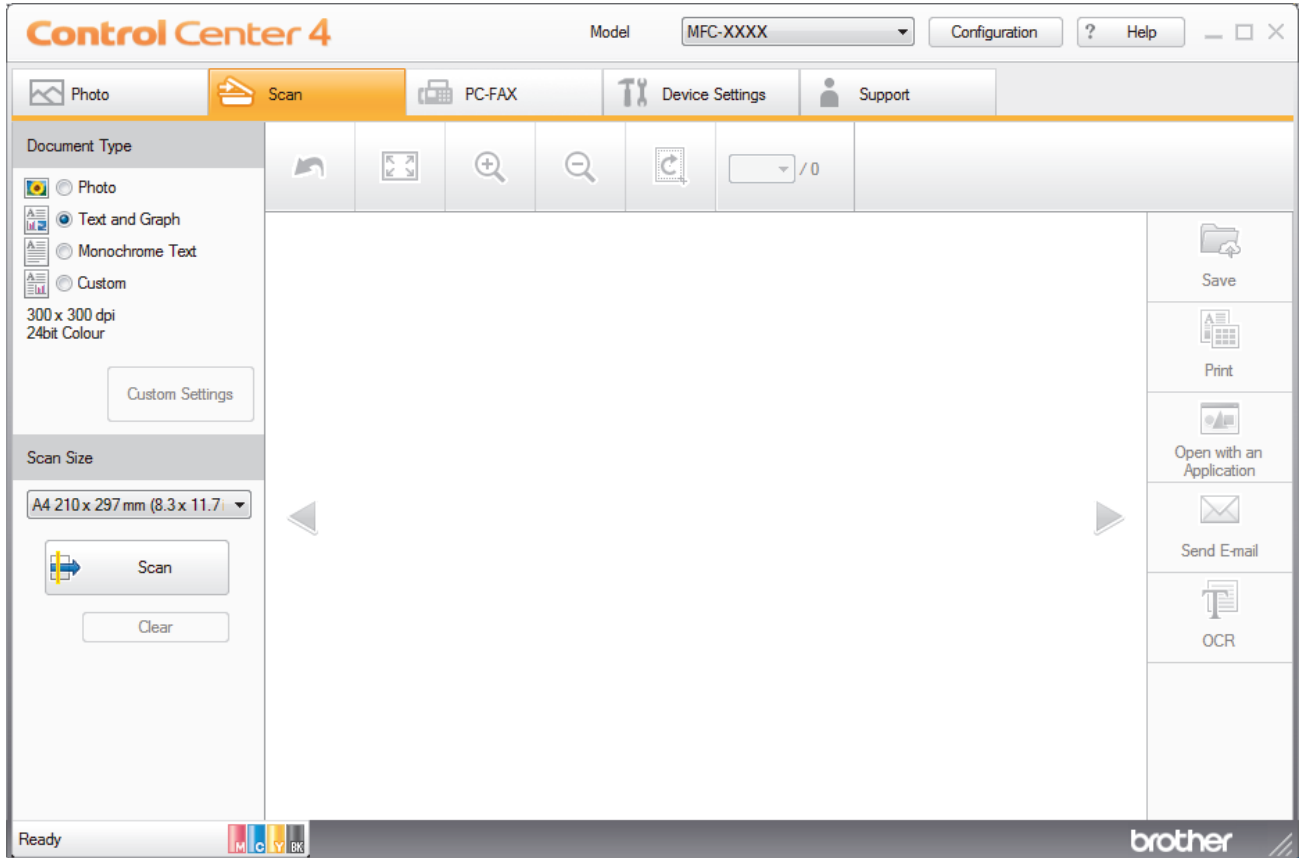 Control Center 4
Model
MFC-XXXX
Configuration
? Help
Photo
Scan
PC-FAX
Device Settings
Support
Document Type
/ 0
Photo
Text and Graph
Monochrome Text
Custom
300 x 300 dpi
24bit Colour
Custom Settings
Scan Size
A4 210 x 297 mm (8.3 x 11.7
Scan
Clear
Save
Print
Open with an
Application
Send E-mail
OCR
Ready
M C Y BK
brother